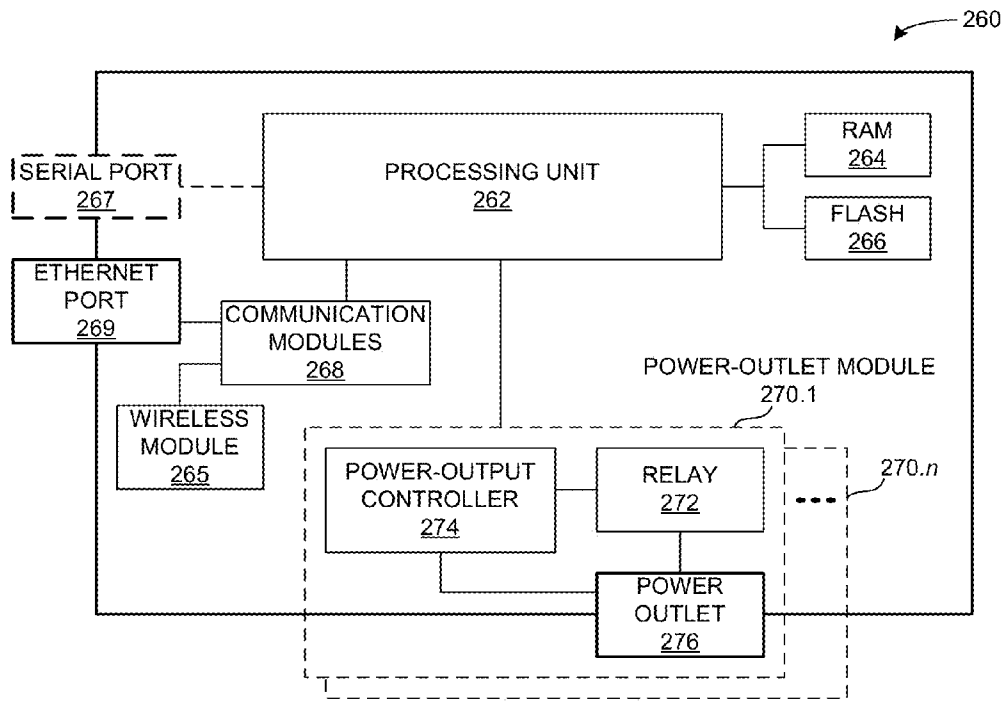 260
SERIAL PORT
267
PROCESSING UNIT
262
RAM
264
FLASH
266
ETHERNET
PORT
269
COMMUNICATION
MODULES
268
WIRELESS
MODULE
265
POWER-OUTLET MODULE
270.1
270.n
POWER-OUTPUT
CONTROLLER
274
RELAY
272
POWER
OUTLET
276